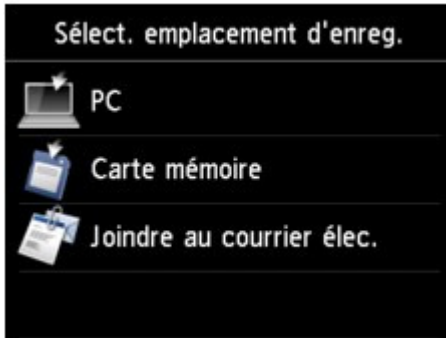 Sélect. emplacement d'enreg.
PC
Carte mémoire
Joindre au courrier élec.